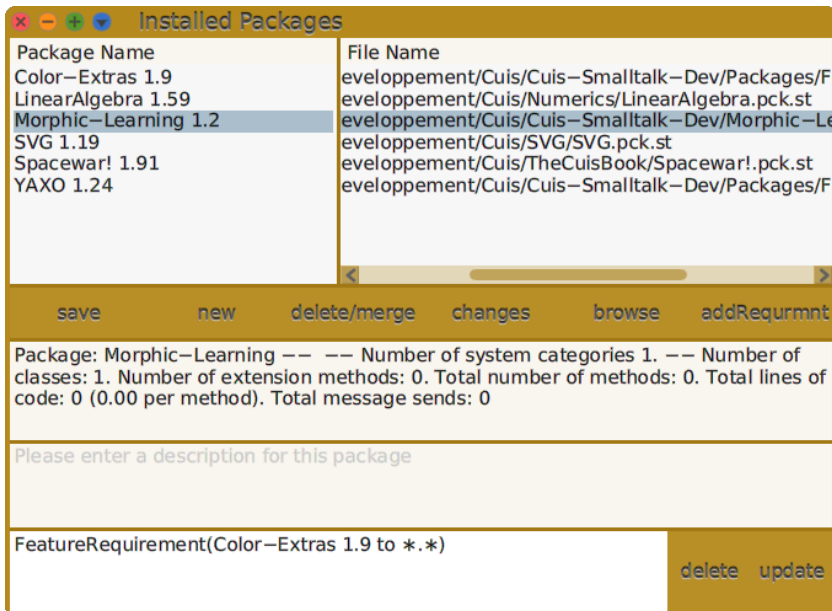 Installed Packages
Package Name
Color−Extras 1.9
LinearAlgebra 1.59
Morphic−Learning 1.2
SVG 1.19
Spacewar! 1.91
YAXO 1.24
File Name
eveloppement/Cuis/Cuis−Smalltalk−Dev/Packages/F
eveloppement/Cuis/Numerics/LinearAlgebra.pck.st
eveloppement/Cuis/Cuis−Smalltalk−Dev/Morphic−Le
eveloppement/Cuis/SVG/SVG.pck.st
eveloppement/Cuis/TheCuisBook/Spacewar!.pck.st
eveloppement/Cuis/Cuis−Smalltalk−Dev/Packages/F
save new delete/merge changes browse addRequrmnt
Package: Morphic−Learning −− −− Number of system categories 1. −− Number of
classes: 1. Number of extension methods: 0. Total number of methods: 0. Total lines of
code: 0 (0.00 per method). Total message sends: 0
Please enter a description for this package
FeatureRequirement(Color−Extras 1.9 to ∗.∗)
delete update